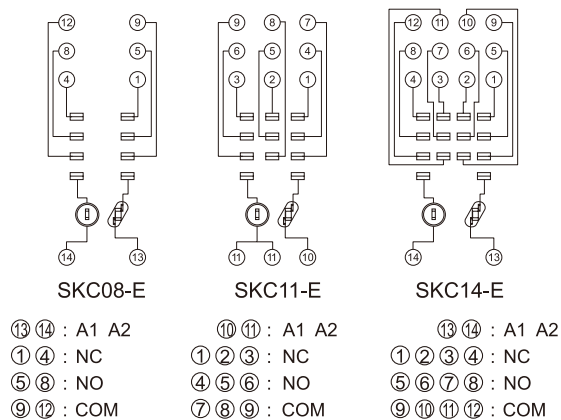 ⑫ ⑨ ⑨ ⑧ ⑦ ⑫ ⑪ ⑩ ⑨
⑧ ⑤ ⑥ ⑤ ④ ⑧ ⑦ ⑥ ⑤
④ ① ③ ② ① ④ ③ ② ①
⑭ ⑬ ⑪ ⑪ ⑩ ⑭ ⑬
SKC08-E SKC11-E SKC14-E
⑬ ⑭ : A1 A2
① ④ : NC
⑤ ⑧ : NO
⑨ ⑫ : COM
⑩ ⑪ : A1 A2
① ② ③ : NC
④ ⑤ ⑥ : NO
⑦ ⑧ ⑨ : COM
⑬ ⑭ : A1 A2
① ② ③ ④ : NC
⑤ ⑥ ⑦ ⑧ : NO
⑨ ⑩ ⑪ ⑫ : COM